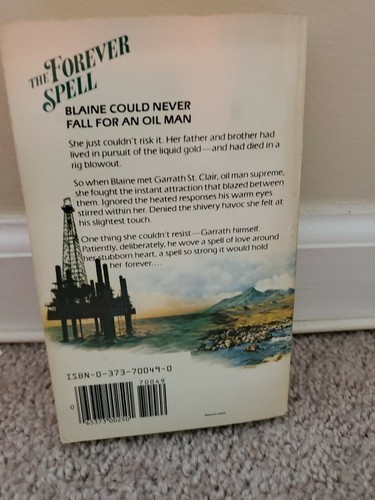 THE FOREVER
SPELL
BLAINE COULD NEVER
FALL FOR AN OIL MAN
She just couldn't risk it. Her father and brother had
lived in pursuit of the liquid gold—and had died in a
rig blowout.
So when Blaine met Garrath St. Clair, oil man supreme,
she fought the instant attraction that blazed between
them. Ignored the heated responses his warm eyes
stirred within her. Denied the shivery havoc she felt at
his slightest touch.
One thing she couldn't resist—Garrath himself.
Patiently, deliberately, he wove a spell of love around
her stubborn heart, a spell so strong it would hold
her forever....
ISBN-0-373-70049-0
70049
0
65373 00250